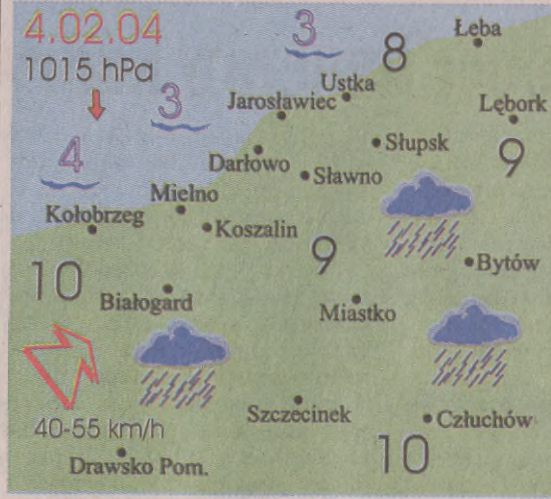 4.02.04
3
8
Łeba
1015 hPa
3
Ustka
Jarosławiec
Lębork
4
Darłowo
Słupsk
9
Sławno
Mielno
Kołobrzeg
Koszalin
9
Bytów
10
Białogard
Miastko
40-55 km/h
Szczecinek
Człuchów
10
Drawsko Pom.